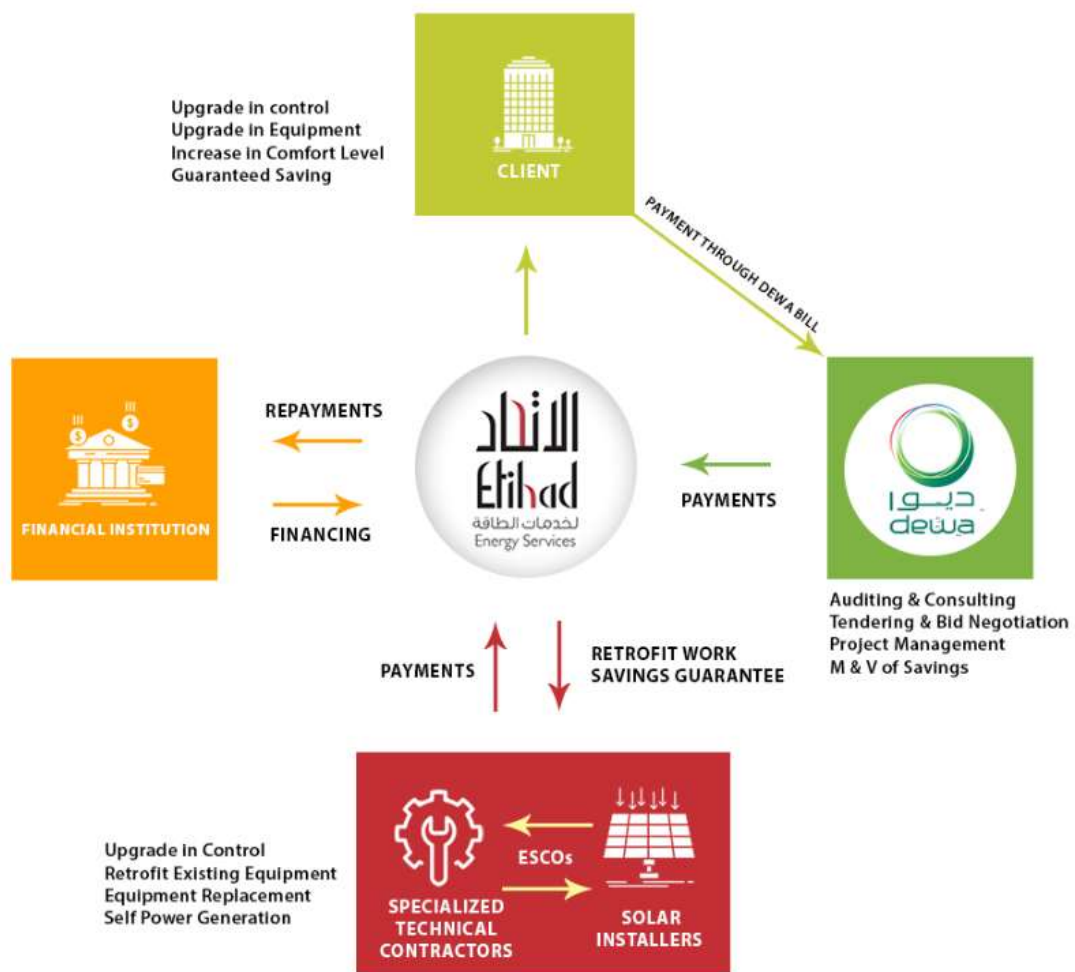 Upgrade in control
Upgrade in Equipment
Increase in Comfort Level
Guaranteed Saving
CLIENT
PAYMENT THROUGH DEWA BILL
FINANCIAL INSTITUTION
REPAYMENTS
FINANCING
الاتحاد
Etihad
لخدمات الطاقة
Energy Services
PAYMENTS
ديوا
dewa
Auditing & Consulting
Tendering & Bid Negotiation
Project Management
M & V of Savings
PAYMENTS
RETROFIT WORK
SAVINGS GUARANTEE
Upgrade in Control
Retrofit Existing Equipment
Equipment Replacement
Self Power Generation
ESCOs
SPECIALIZED
TECHNICAL
CONTRACTORS
SOLAR
INSTALLERS